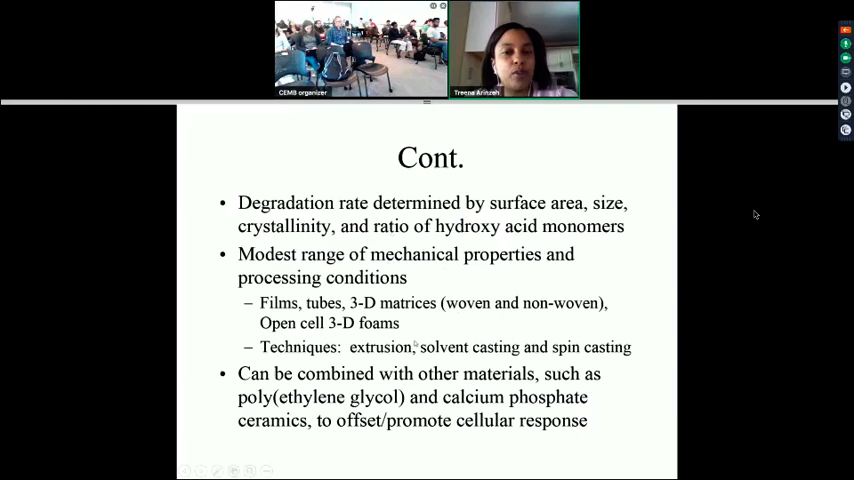 CEMB organizer
Treena Arinzeh
Cont.
• Degradation rate determined by surface area, size,
crystallinity, and ratio of hydroxy acid monomers
• Modest range of mechanical properties and
processing conditions
– Films, tubes, 3-D matrices (woven and non-woven),
Open cell 3-D foams
– Techniques: extrusion, solvent casting and spin casting
• Can be combined with other materials, such as
poly(ethylene glycol) and calcium phosphate
ceramics, to offset/promote cellular response